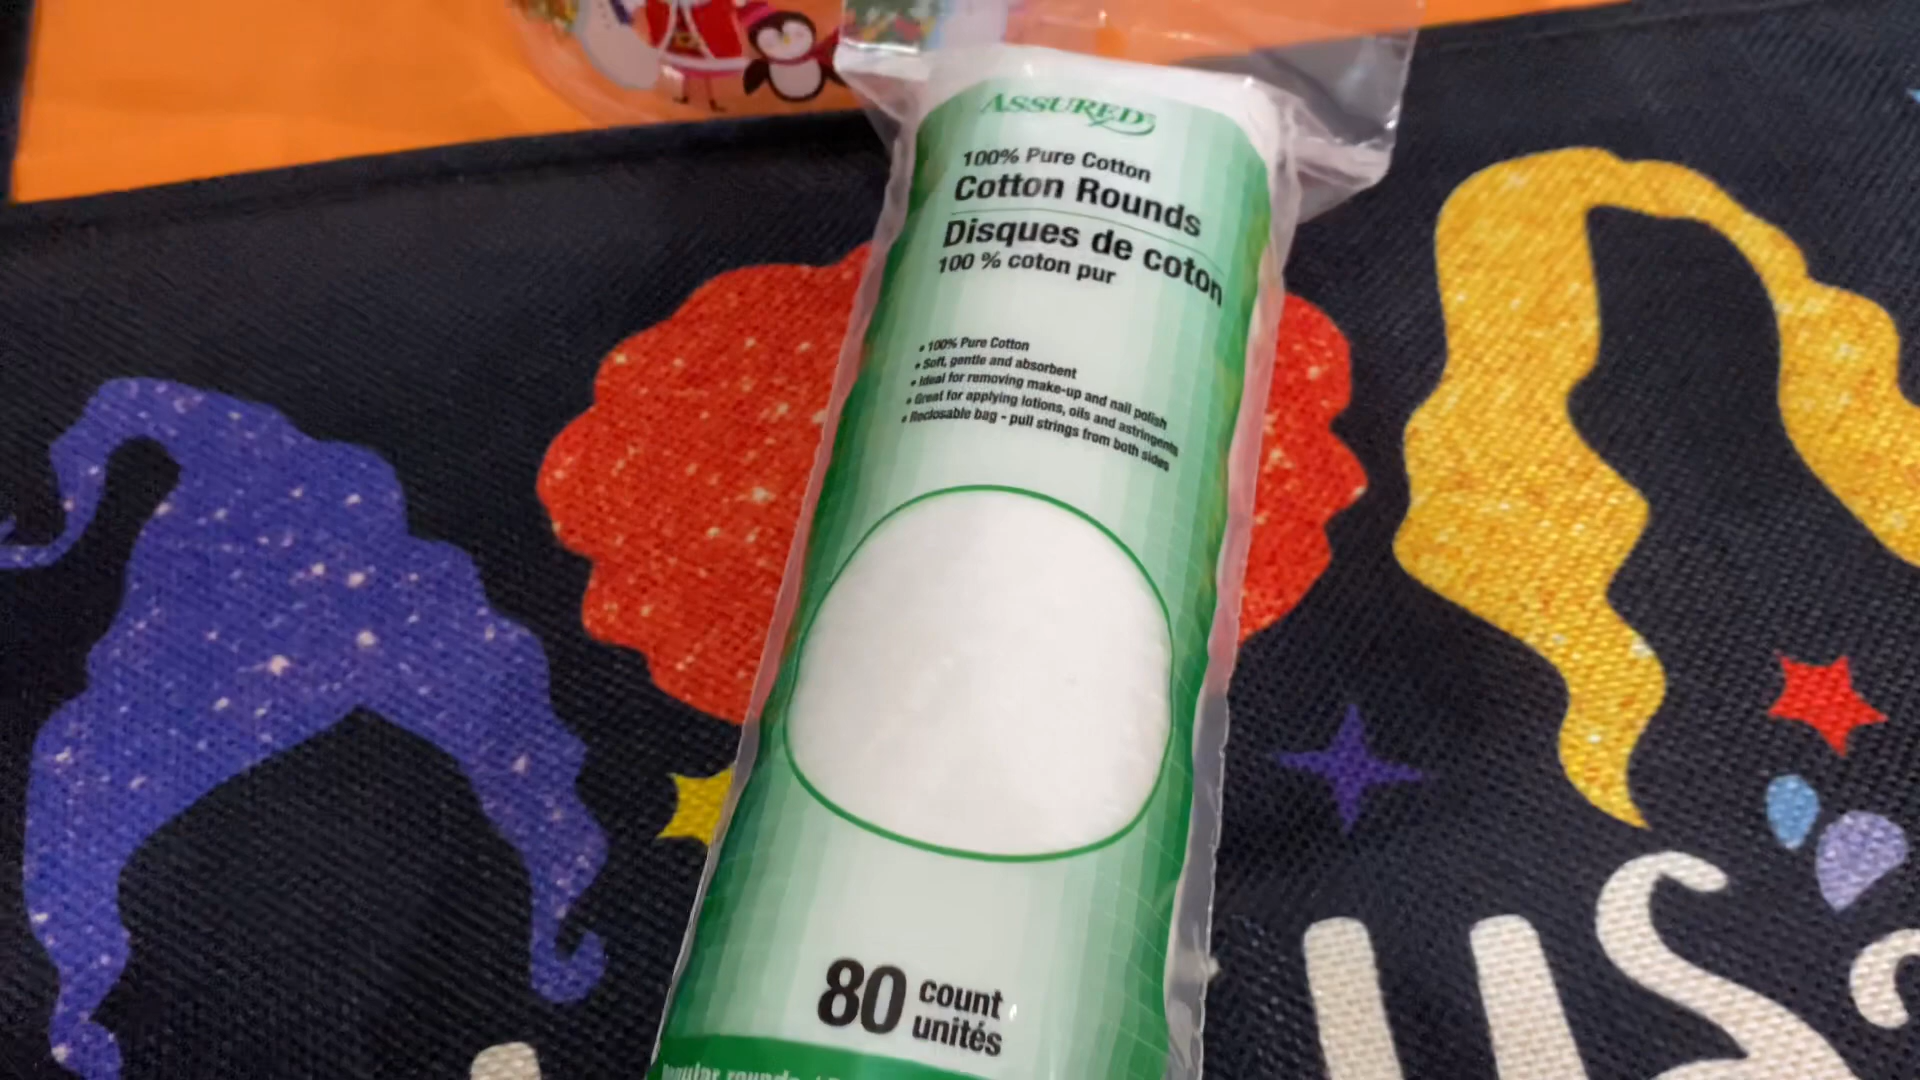 ASSURED
100% Pure Cotton
Cotton Rounds
Disques de coton
100 % coton pur
• 100% Pure Cotton
• Soft, gentle and absorbent
• Ideal for removing make-up and nail polish
• Great for applying lotions, oils and astringents
• Reclosable bag - pull strings from both sides
80 count
unités